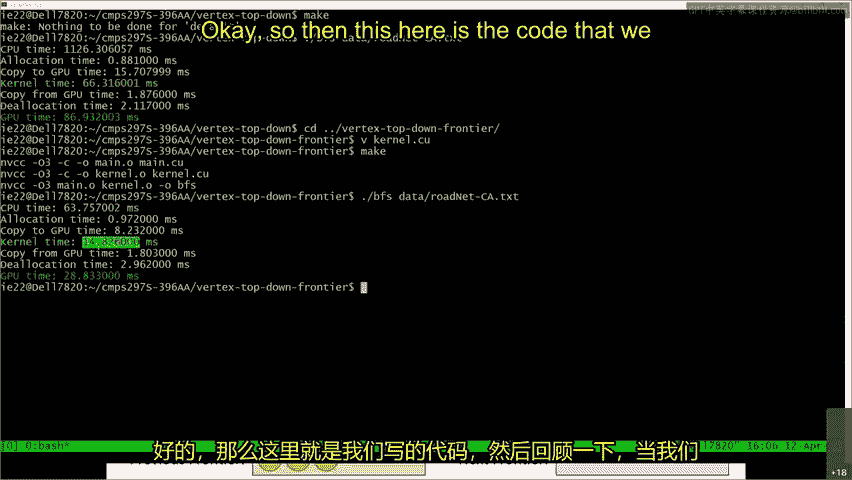 ie22@Dell7820:~/cmps297S-396AA/vertex-top-down$ make
make: Nothing to be done for
Okay, so then this here is the code that we
CPU time: 1126.306057 ms
Allocation time: 0.881000 ms
Copy to GPU time: 15.707999 ms
Kernel time: 66.316001 ms
Copy from GPU time: 1.876000 ms
Deallocation time: 2.117000 ms
GPU time: 86.932003 ms
ie22@Dell7820:~/cmps297S-396AA/vertex-top-down$ cd ../vertex-top-down-frontier/
ie22@Dell7820:~/cmps297S-396AA/vertex-top-down-frontier$ v kernel.cu
ie22@Dell7820:~/cmps297S-396AA/vertex-top-down-frontier$ make
nvcc -O3 -c -o main.o main.cu
nvcc -O3 -c -o kernel.o kernel.cu
nvcc -O3 main.o kernel.o -o bfs
ie22@Dell7820:~/cmps297S-396AA/vertex-top-down-frontier$ ./bfs data/roadNet-CA.txt
CPU time: 63.757002 ms
Allocation time: 0.972000 ms
Copy to GPU time: 8.232000 ms
Kernel time: ms
Copy from GPU time: 1.803000 ms
Deallocation time: 2.962000 ms
GPU time: 28.833000 ms
ie22@Dell7820:~/cmps297S-396AA/vertex-top-down-frontier$
[0] 0:bash* 7820" 16:06 12-Apr
好的，那么这里就是我们写的代码，然后回顾一下，当我们
+18